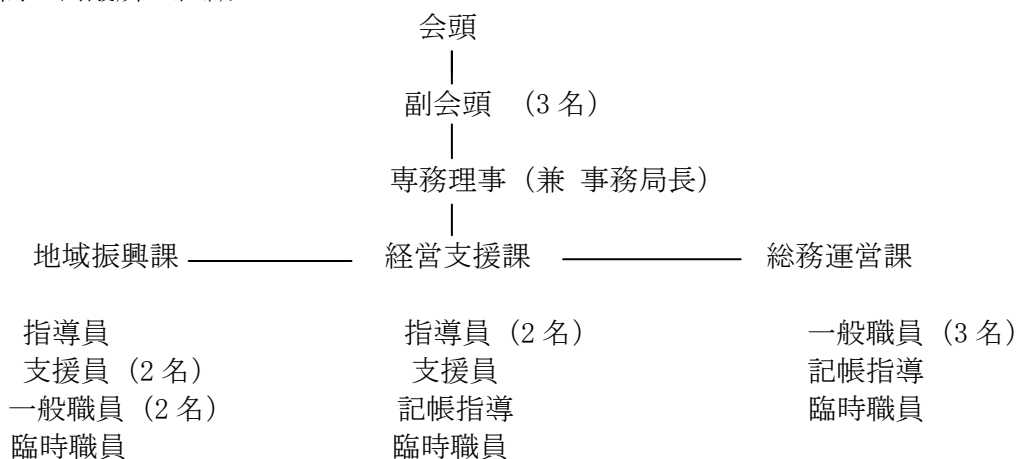 会頭
副会頭 （3 名）
専務理事（兼 事務局長）
地域振興課 経営支援課 総務運営課
指導員 指導員（2 名） 一般職員（3 名）
支援員（2 名） 支援員 記帳指導
一般職員（2 名） 記帳指導 臨時職員
臨時職員 臨時職員